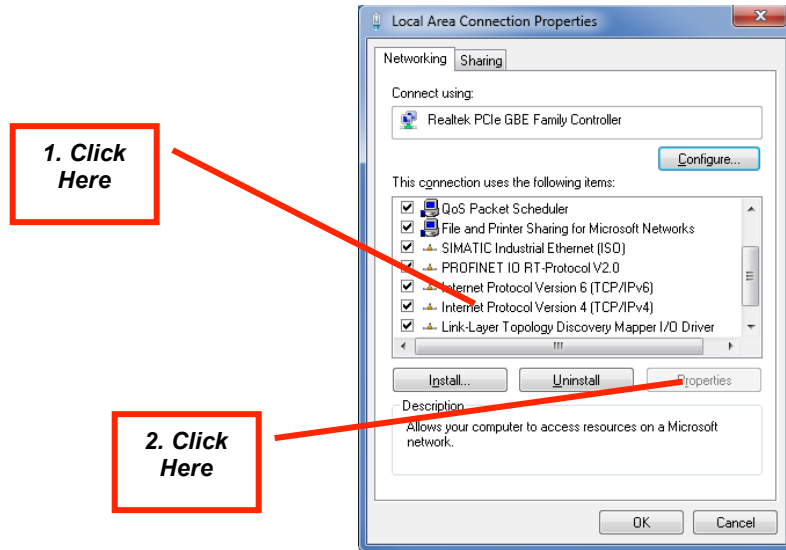 Local Area Connection Properties
Networking
Sharing
Connect using:
Realtek PCIe GBE Family Controller
Configure...
1. Click
Here
This connection uses the following items:
QoS Packet Scheduler
File and Printer Sharing for Microsoft Networks
SIMATIC Industrial Ethernet (ISO)
PROFINET IO RT-Protocol V2.0
Internet Protocol Version 6 (TCP/IPv6)
Internet Protocol Version 4 (TCP/IPv4)
Link-Layer Topology Discovery Mapper I/O Driver
Install...
Uninstall
Properties
Description
Allows your computer to access resources on a Microsoft
network.
2. Click
Here
OK
Cancel